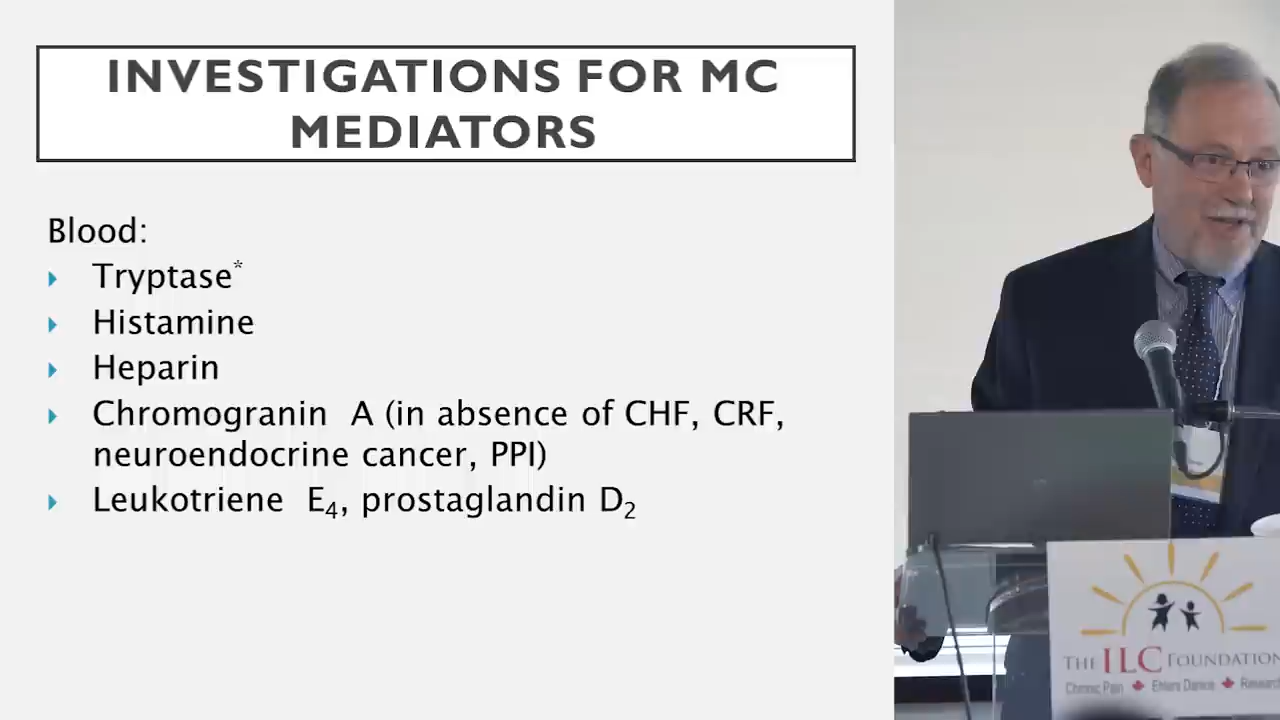 INVESTIGATIONS FOR MC
MEDIATORS
Blood:
Tryptase*
Histamine
Heparin
Chromogranin A (in absence of CHF, CRF,
neuroendocrine cancer, PPI)
Leukotriene E₄, prostaglandin D₂
THE ILC FOUNDATION
Chronic Pain Ehlers Danlos Research